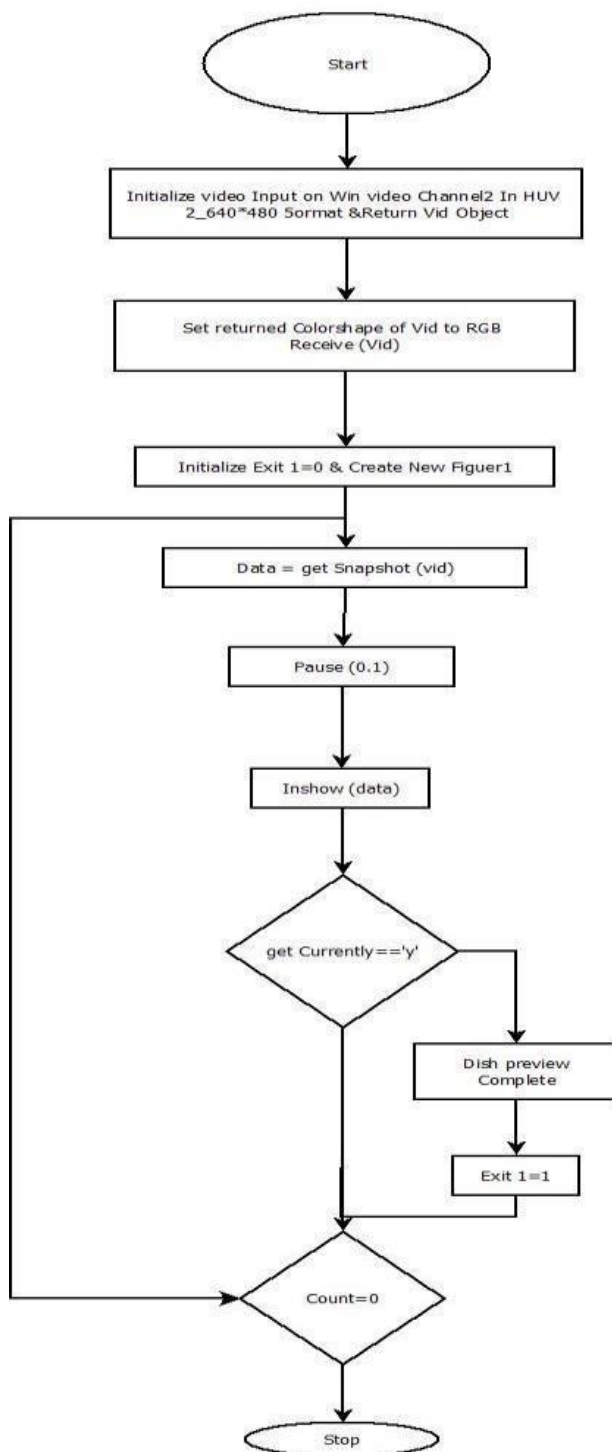 Start
Initialize video Input on Win video Channel2 In HUV
2_640*480 5ormat &Return Vid Object
Set returned Colorshape of Vid to RGB
Receive (Vid)
Initialize Exit 1=0 & Create New Figuer1
Data = get Snapshot (vid)
Pause (0.1)
Inshow (data)
get Currently=='y'
Dish preview
Complete
Exit 1=1
Count=0
Stop